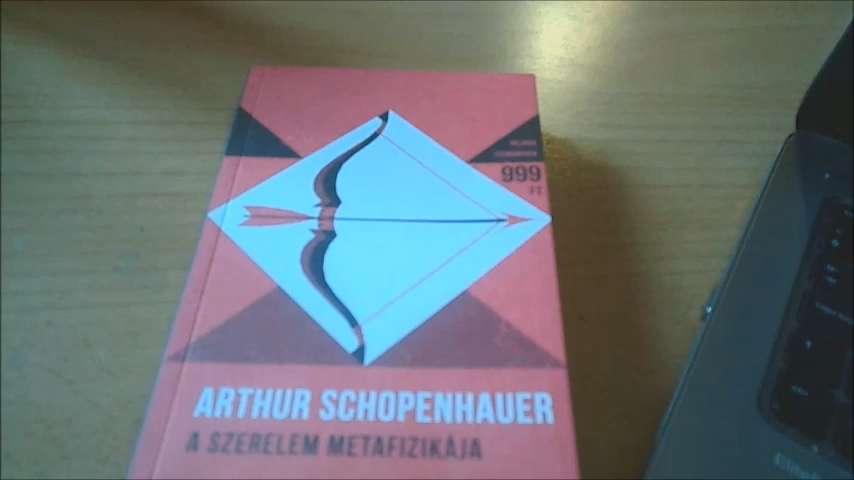 999
FT
ARTHUR SCHOPENHAUER
A SZERELEM METAFIZIKÁJA